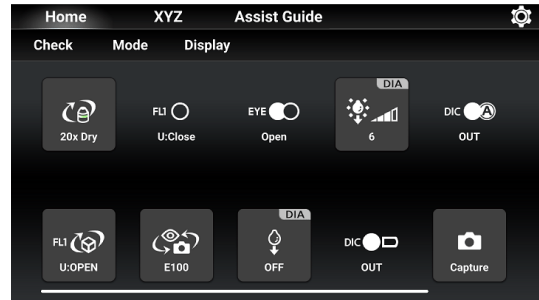 Home XYZ Assist Guide
Check Mode Display
DIA
FL1 EYE DIC A
20x Dry U:Close Open 6 OUT
DIA
FL1 DIC
U:OPEN E100 OFF OUT Capture